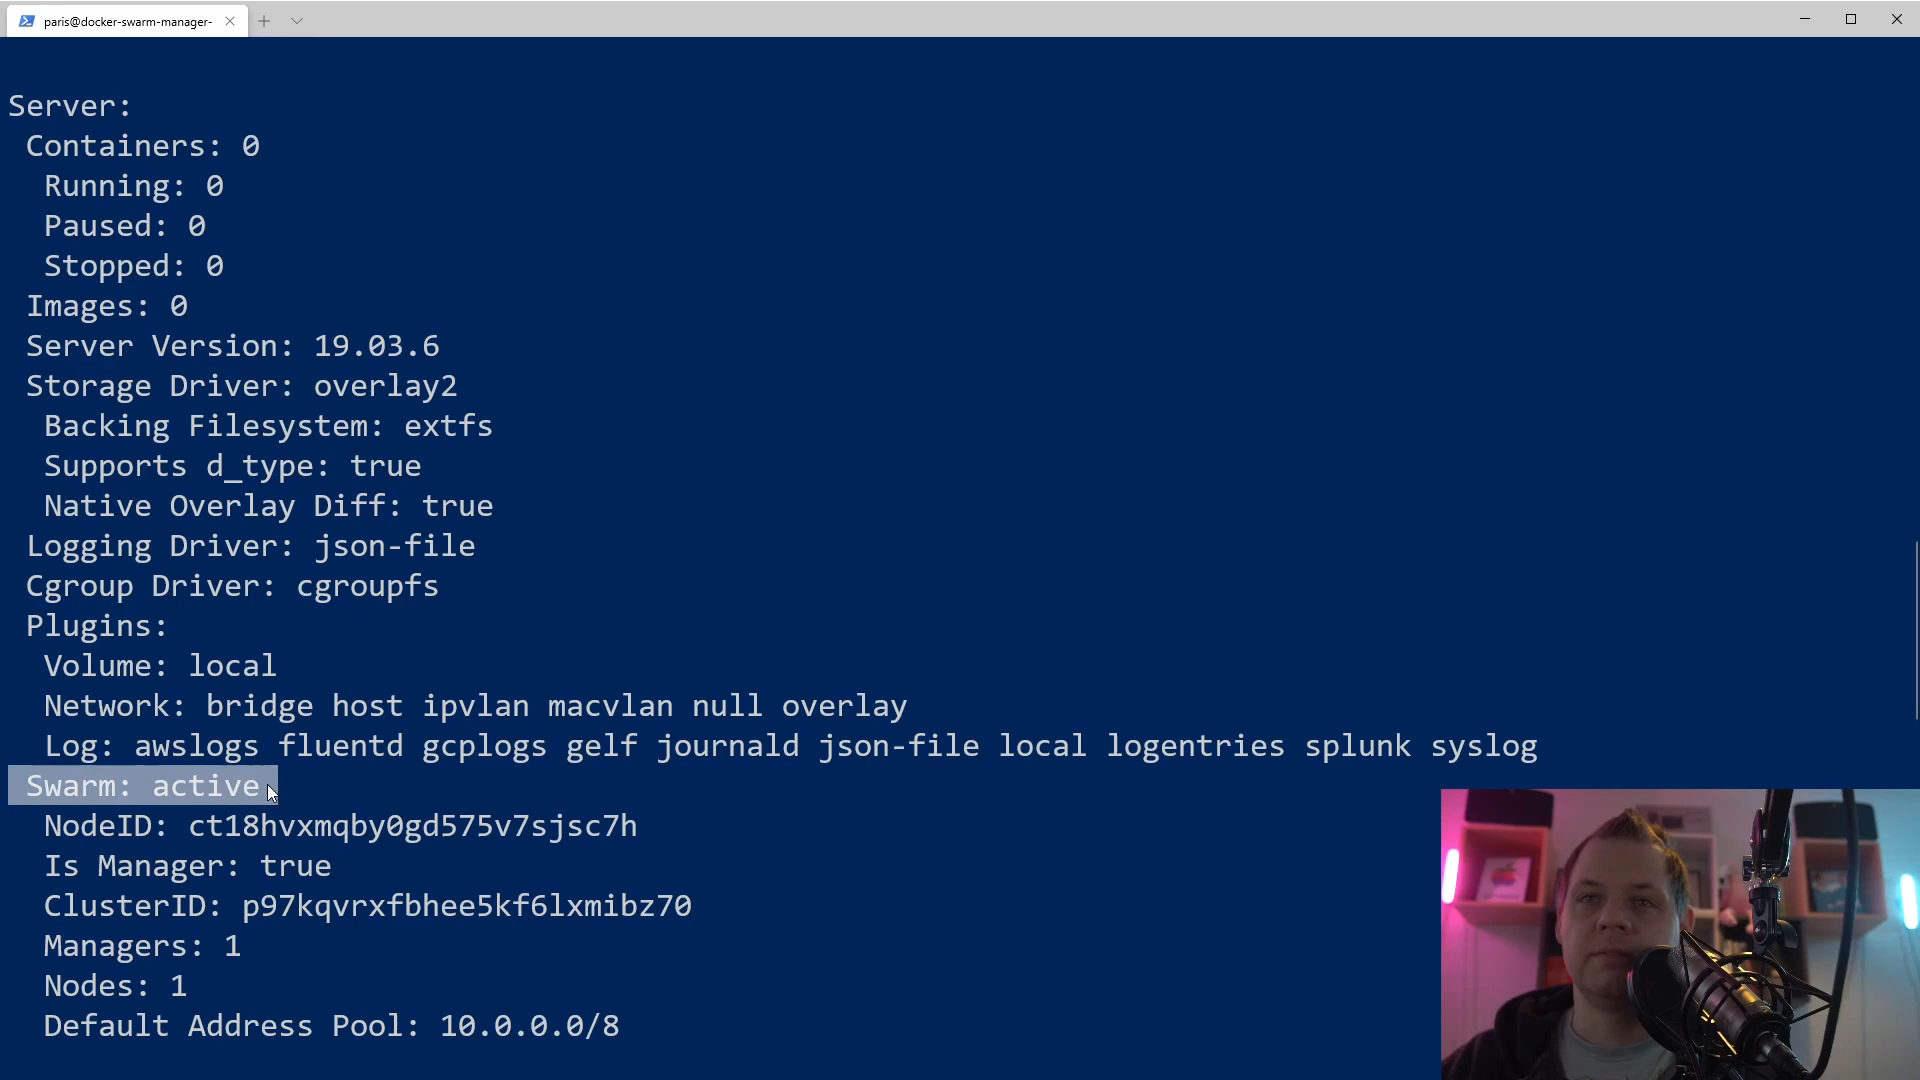 paris@docker-swarm-manager-
Server:
Containers: 0
Running: 0
Paused: 0
Stopped: 0
Images: 0
Server Version: 19.03.6
Storage Driver: overlay2
Backing Filesystem: extfs
Supports d_type: true
Native Overlay Diff: true
Logging Driver: json-file
Cgroup Driver: cgroupfs
Plugins:
Volume: local
Network: bridge host ipvlan macvlan null overlay
Log: awslogs fluentd gcplogs gelf journald json-file local logentries splunk syslog
Swarm: active
NodeID: ct18hvxmqby0gd575v7sjsc7h
Is Manager: true
ClusterID: p97kqvrxfbhee5kf6lxmibz70
Managers: 1
Nodes: 1
Default Address Pool: 10.0.0.0/8